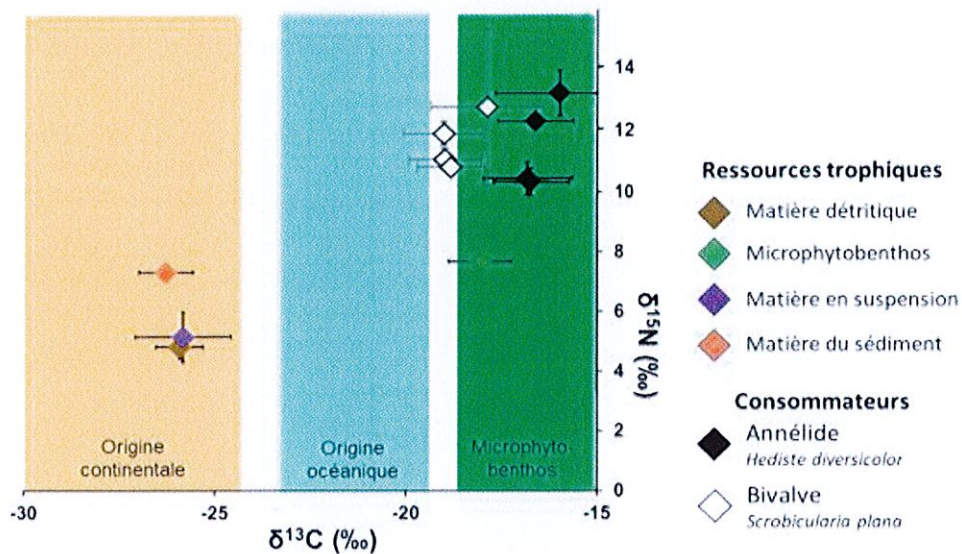 14
12
10
8
6
4
2
0
δ15N (‰)
Origine
continentale
Origine
océanique
Microphyto-
benthos
-30
-25
-20
-15
δ13C (‰)
Ressources trophiques
Matière détritique
Microphytobenthos
Matière en suspension
Matière du sédiment
Consommateurs
Annélide
Hediste diversicolor
Bivalve
Scrobicularia plana